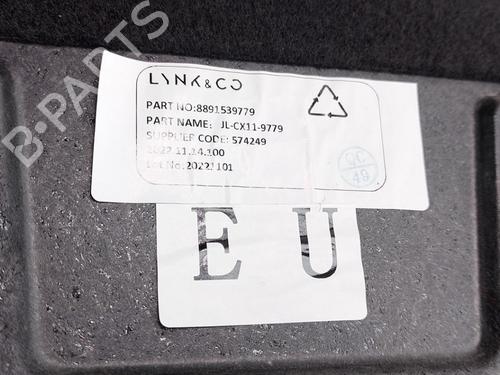 LYNK&CO
PART NO:8891539779
PART NAME: JL-CX11-9779
SUPPLIER CODE: 574249
2022.11.14.100
Lot No.20221101
QC
49
E U
B-PARTS